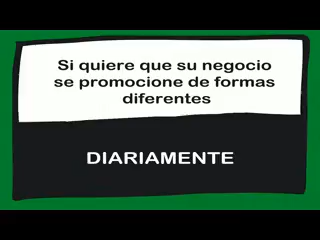 Si quiere que su negocio
se promocione de formas
diferentes
DIARIAMENTE